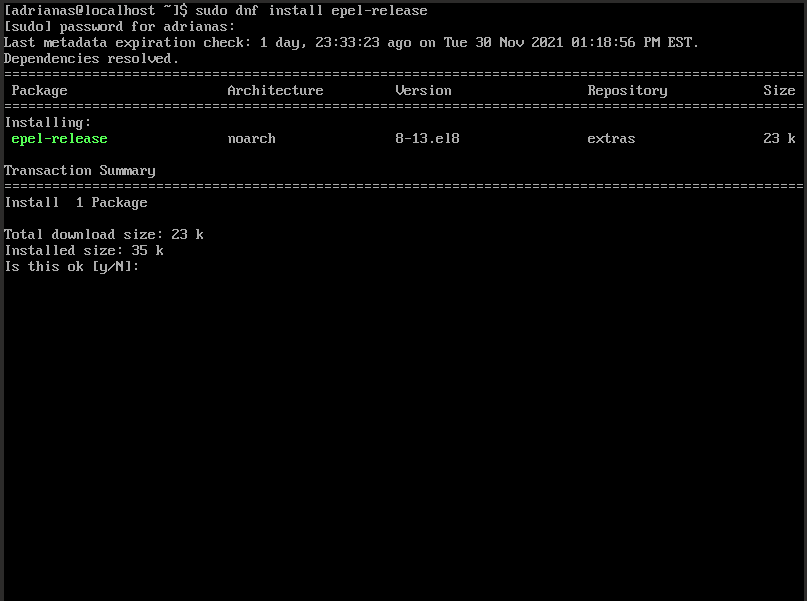 [adrianas@localhost ~]$ sudo dnf install epel-release
[sudo] password for adrianas:
Last metadata expiration check: 1 day, 23:33:23 ago on Tue 30 Nov 2021 01:18:56 PM EST.
Dependencies resolved.
====================================================================================================
Package Architecture Version Repository Size
====================================================================================================
Installing:
epel-release noarch 8-13.el8 extras 23 k
Transaction Summary
====================================================================================================
Install  1 Package
Total download size: 23 k
Installed size: 35 k
Is this ok [y/N]: